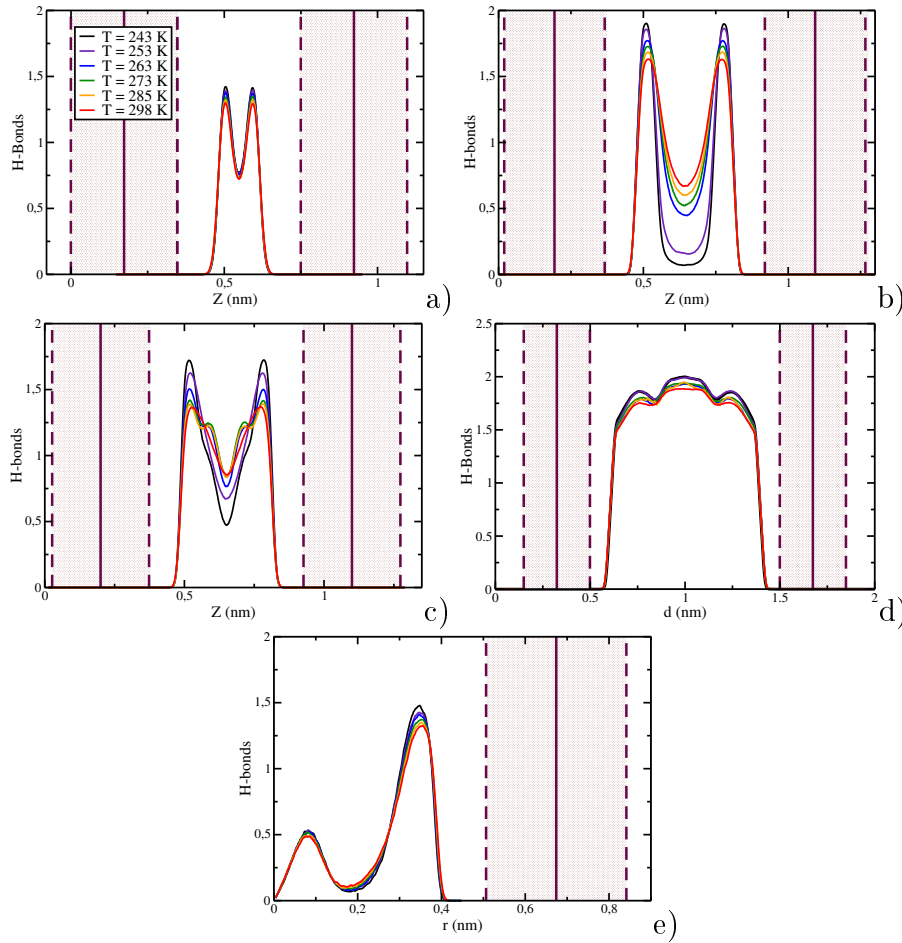 2
1,5
1
0,5
0
H-Bonds
T = 243 K
T = 253 K
T = 263 K
T = 273 K
T = 285 K
T = 298 K
0 0,5 1
Z (nm)
a)
2
1,5
1
0,5
0
H-bonds
0 0,5 1
Z (nm)
b)
2
1,5
1
0,5
0
H-bonds
0 0,5 1
Z (nm)
c)
2.5
2
1.5
1
0.5
0
H-Bonds
0 0.5 1 1.5 2
d (nm)
d)
2
1,5
1
0,5
0
H-bonds
0 0,2 0,4 0,6 0,8
r (nm)
e)